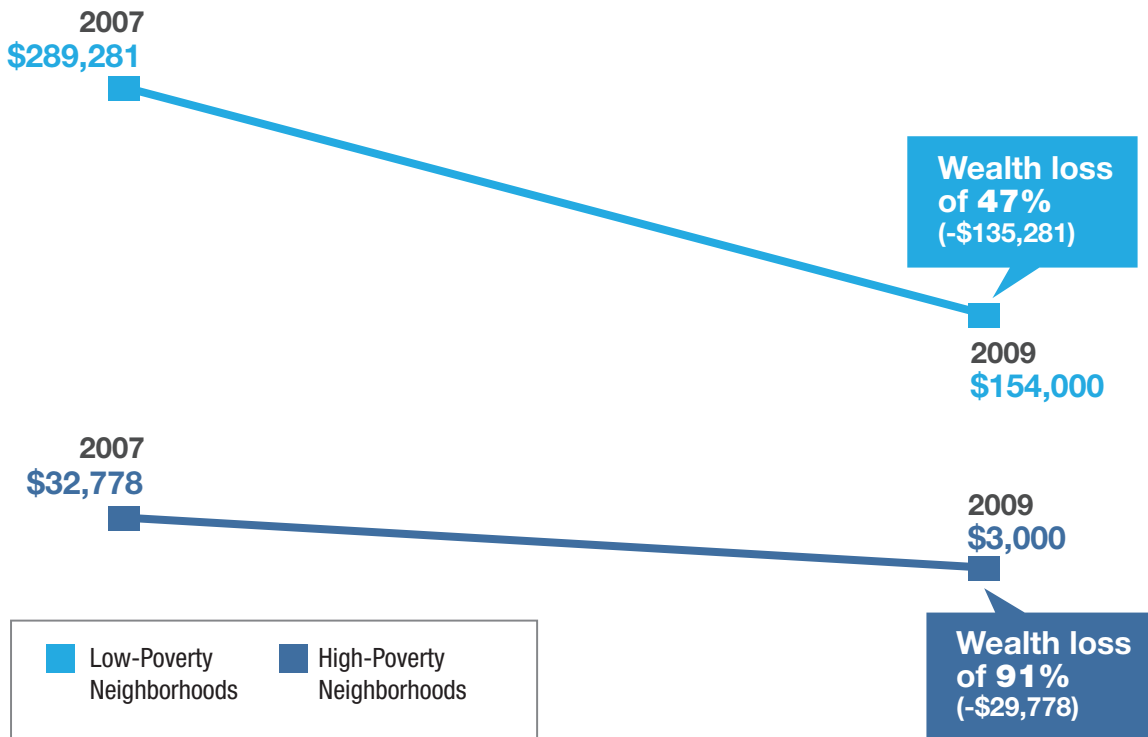 2007
$289,281
Wealth loss
of 47%
(-$135,281)
2009
$154,000
2007
$32,778
2009
$3,000
Wealth loss
of 91%
(-$29,778)
Low-Poverty
Neighborhoods
High-Poverty
Neighborhoods